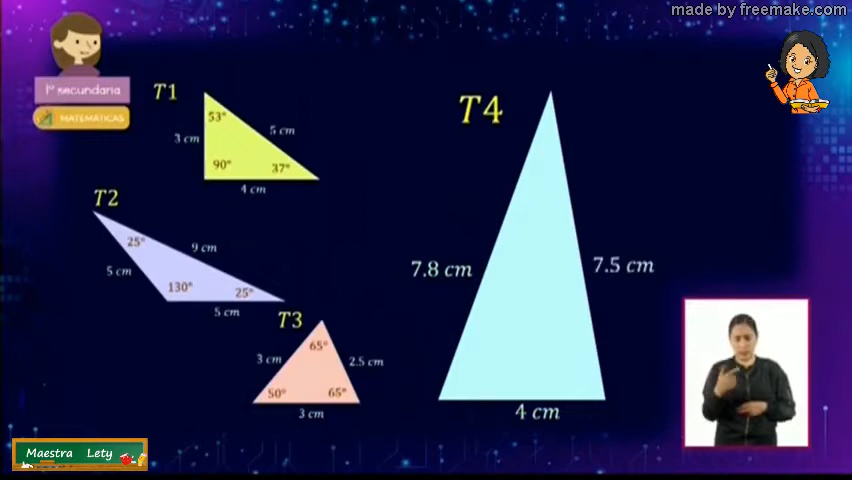 made by freemake.com
1° secundaria
MATEMÁTICAS
T1
53°
3 cm
5 cm
90°
37°
4 cm
T2
25°
9 cm
5 cm
130°
25°
5 cm
T3
65°
3 cm
2.5 cm
50°
65°
3 cm
T4
7.8 cm
7.5 cm
4 cm
Maestra Lety